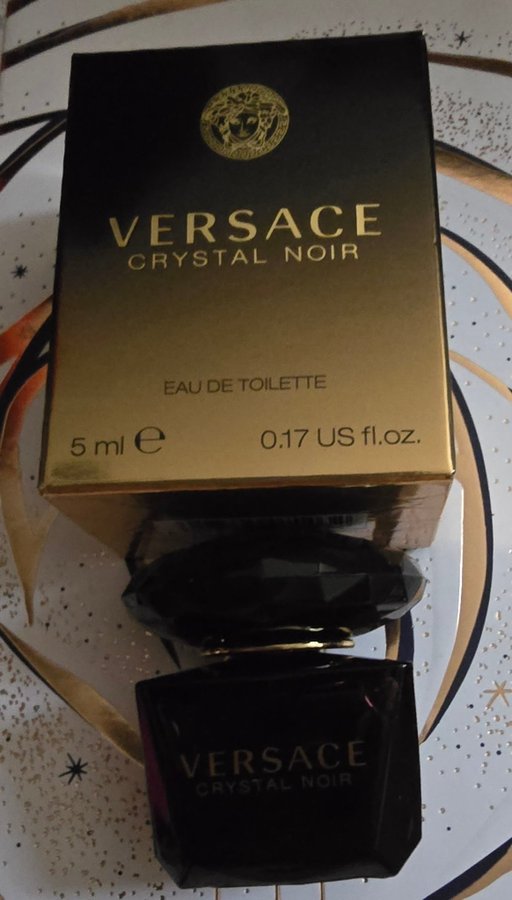 VERSACE
CRYSTAL NOIR
EAU DE TOILETTE
5 ml ℮ 0.17 US fl.oz.
VERSACE
CRYSTAL NOIR